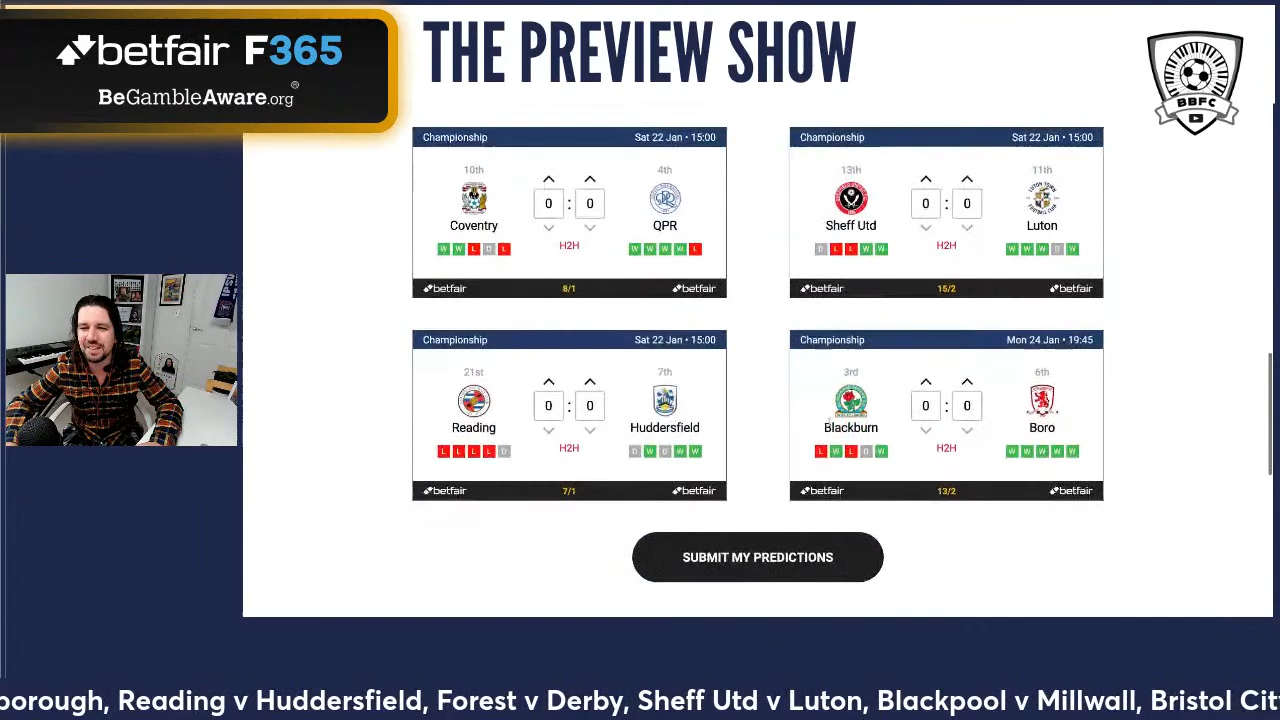 betfair F365
BeGambleAware.org®
THE PREVIEW SHOW
BBFC
Championship Sat 22 Jan • 15:00
10th 4th
0 : 0
Coventry QPR
W W L D L H2H W W W W L
betfair 8/1 betfair
Championship Sat 22 Jan • 15:00
13th 11th
0 : 0
Sheff Utd Luton
D L L W W H2H W W W D W
betfair 15/2 betfair
Championship Sat 22 Jan • 15:00
21st 7th
0 : 0
Reading Huddersfield
L L L L D H2H D W D W W
betfair 7/1 betfair
Championship Mon 24 Jan • 19:45
3rd 6th
0 : 0
Blackburn Boro
L W L D W H2H W W W W W
betfair 13/2 betfair
SUBMIT MY PREDICTIONS
borough, Reading v Huddersfield, Forest v Derby, Sheff Utd v Luton, Blackpool v Millwall, Bristol Cit